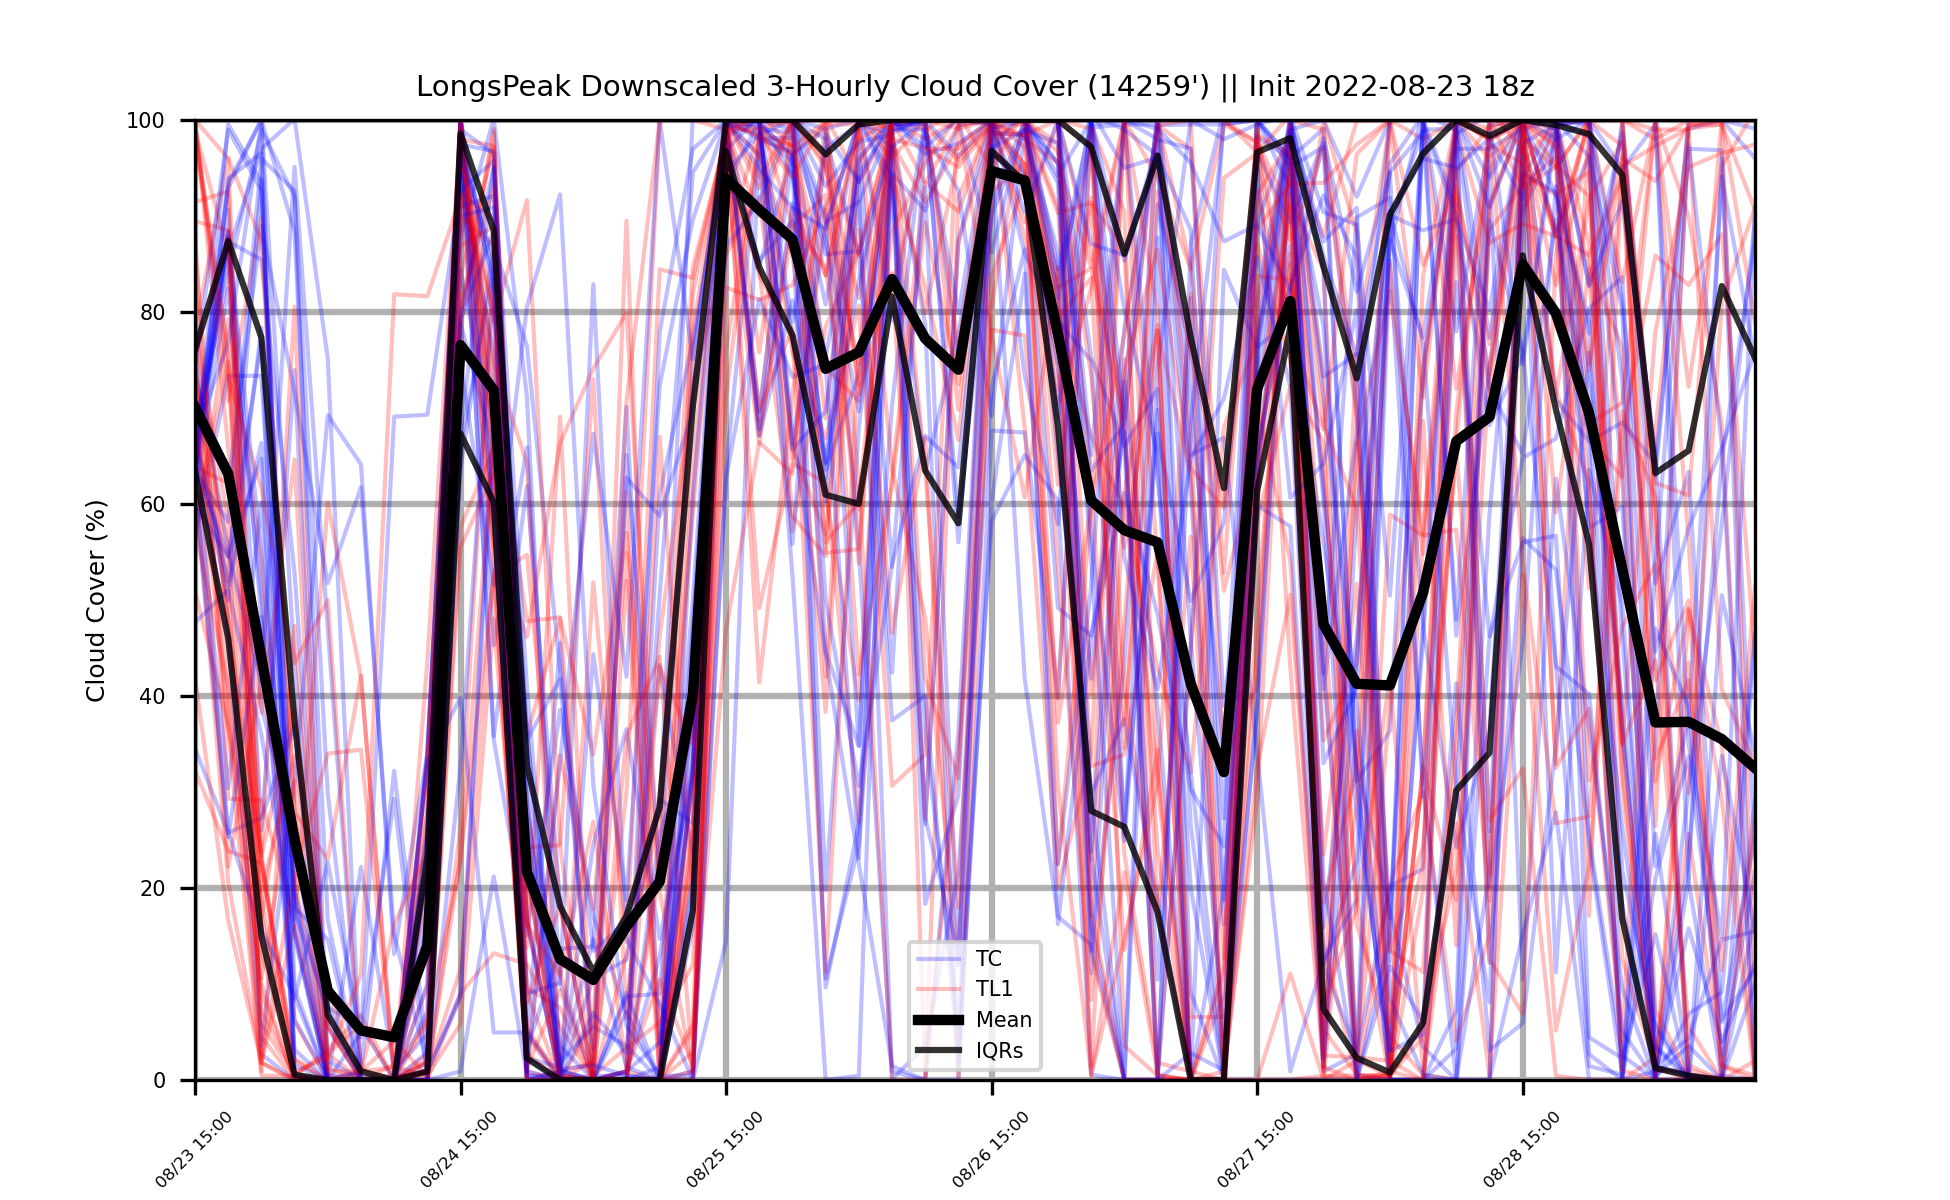 LongsPeak Downscaled 3-Hourly Cloud Cover (14259') || Init 2022-08-23 18z
Cloud Cover (%)
100
80
60
40
20
0
TC
TL1
Mean
IQRs
08/23 15:00
08/24 15:00
08/25 15:00
08/26 15:00
08/27 15:00
08/28 15:00